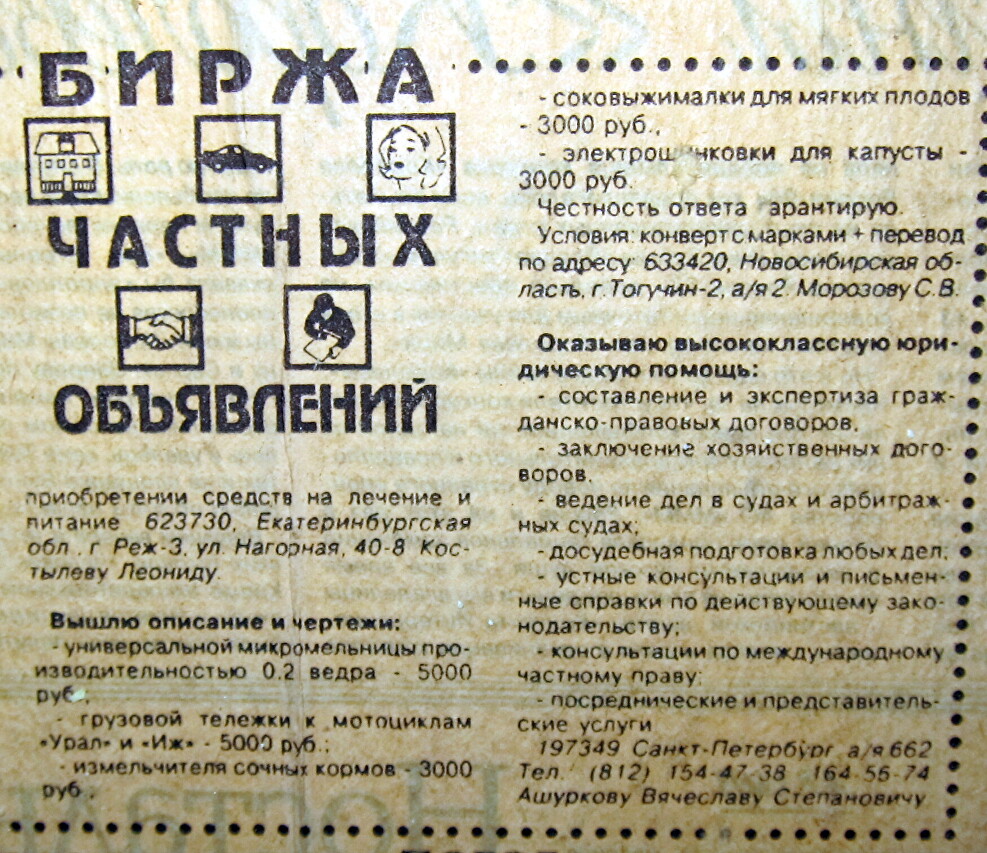 БИРЖА
ЧАСТНЫХ
ОБЪЯВЛЕНИЙ
приобретении средств на лечение и
питание 623730, Екатеринбургская
обл., г. Реж-3, ул. Нагорная, 40-8 Кос-
тылеву Леониду.
Вышлю описание и чертежи:
- универсальной микромельницы про-
изводительностью 0.2 ведра - 5000
руб.,
- грузовой тележки к мотоциклам
«Урал» и «Иж» - 5000 руб.;
- измельчителя сочных кормов - 3000
руб.,
- соковыжималки для мягких плодов
- 3000 руб.,
- электрошинковки для капусты -
3000 руб.
Честность ответа гарантирую.
Условия: конверт с марками + перевод
по адресу: 633420, Новосибирская об-
ласть, г. Тогучин-2, а/я 2. Морозову С.В.
Оказываю высококлассную юри-
дическую помощь:
- составление и экспертиза граж-
данско-правовых договоров,
- заключение хозяйственных дого-
воров,
- ведение дел в судах и арбитраж-
ных судах;
- досудебная подготовка любых дел;
- устные консультации и письмен-
ные справки по действующему зако-
нодательству;
- консультации по международному
частному праву;
- посреднические и представитель-
ские услуги
197349 Санкт-Петербург, а/я 662
Тел. (812) 154-47-38 164-56-74
Ашуркову Вячеславу Степановичу